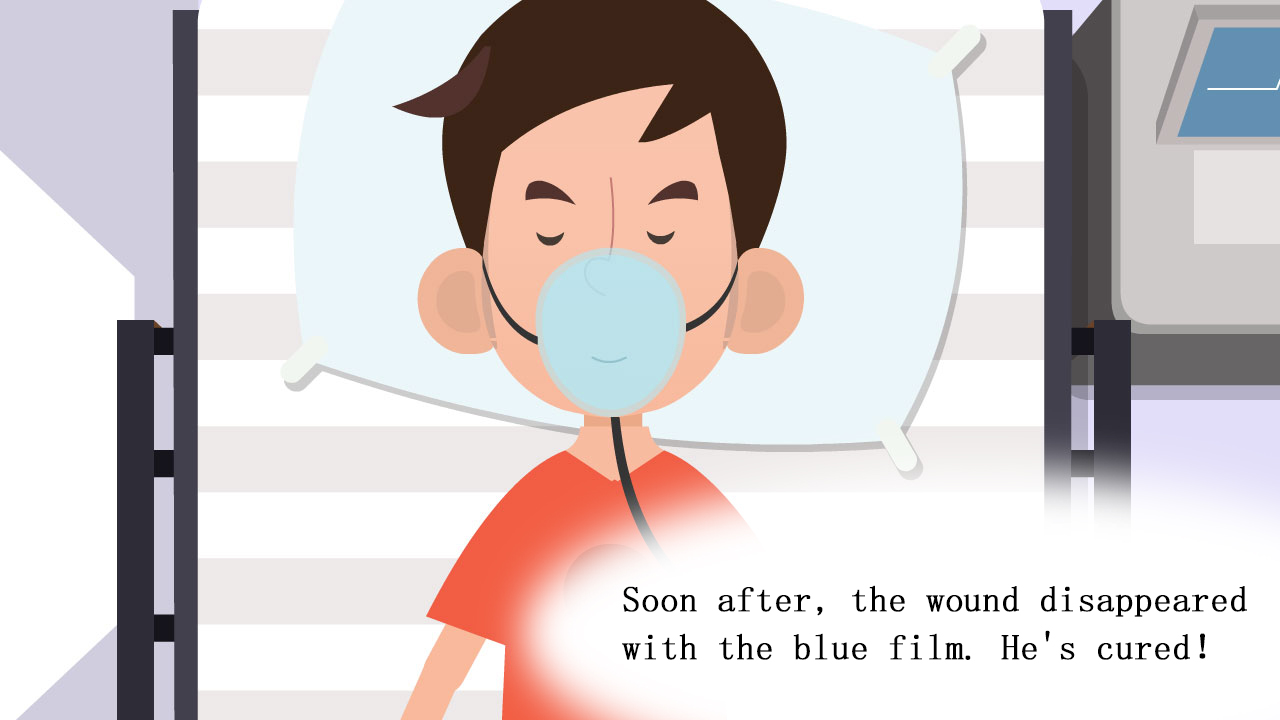 Soon after, the wound disappeared
with the blue film. He's cured!